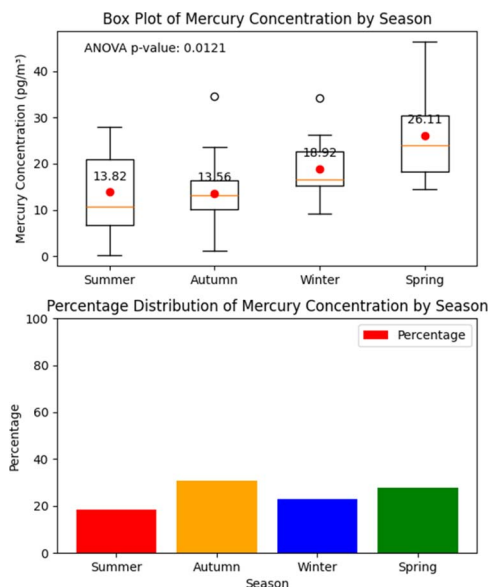 Box Plot of Mercury Concentration by Season
ANOVA p-value: 0.0121
Mercury Concentration (pg/m³)
40
30
20
10
0
13.82
13.56
18.92
26.11
Summer Autumn Winter Spring
Percentage Distribution of Mercury Concentration by Season
Percentage
Percentage
100
80
60
40
20
0
Summer Autumn Winter Spring
Season